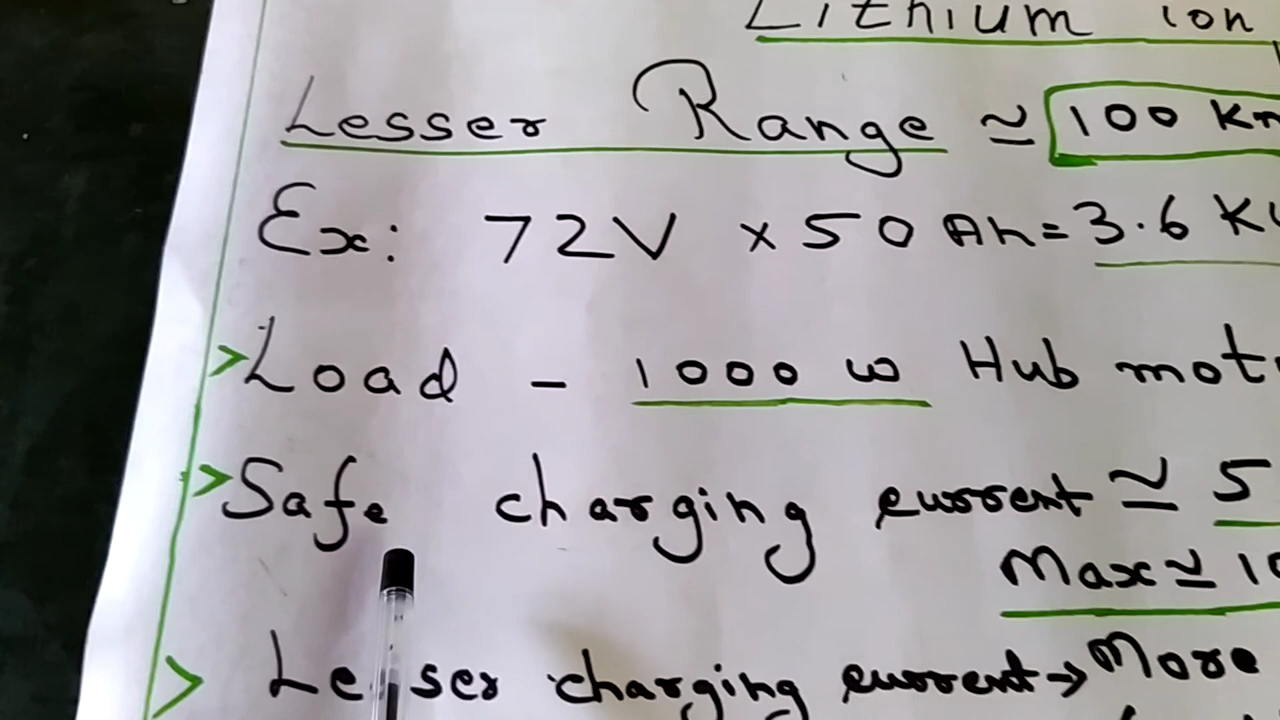 Lithium ion
Lesser Range ≃ 100 Km
Ex: 72V x 50 Ah = 3.6 K
> Load - 1000 w Hub mot
> Safe charging current ≃ 5
Max ≃ 10
> Lesser charging current → More